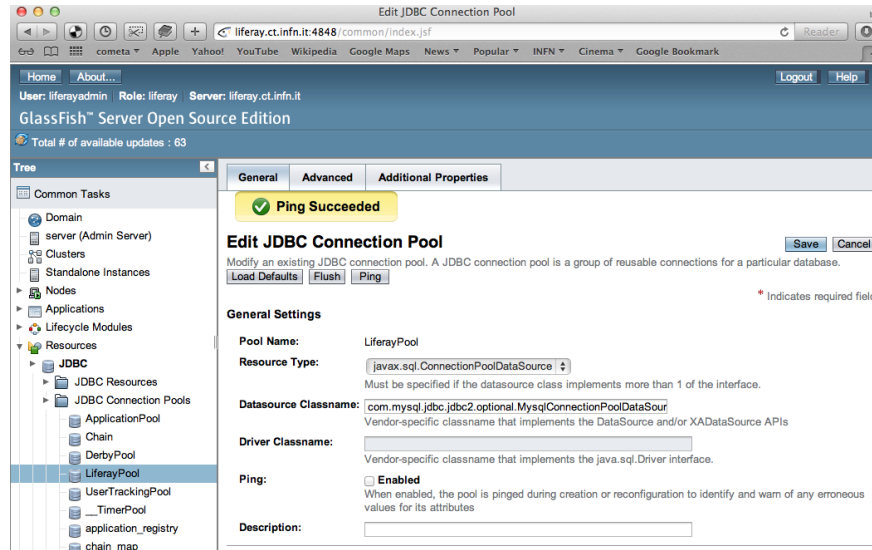 Edit JDBC Connection Pool
liferay.ct.infn.it:4848/common/index.jsf
Reader
cometa Apple Yahoo! YouTube Wikipedia Google Maps News Popular INFN Cinema Google Bookmark
Home About... Logout Help
User: liferayadmin Role: liferay Server: liferay.ct.infn.it
GlassFish™ Server Open Source Edition
Total # of available updates : 63
Tree
Common Tasks
Domain
server (Admin Server)
Clusters
Standalone Instances
Nodes
Applications
Lifecycle Modules
Resources
JDBC
JDBC Resources
JDBC Connection Pools
ApplicationPool
Chain
DerbyPool
LiferayPool
UserTrackingPool
__TimerPool
application_registry
chain_map
General Advanced Additional Properties
Ping Succeeded
Edit JDBC Connection Pool
Save Cancel
Modify an existing JDBC connection pool. A JDBC connection pool is a group of reusable connections for a particular database.
Load Defaults Flush Ping
* Indicates required field
General Settings
Pool Name: LiferayPool
Resource Type: javax.sql.ConnectionPoolDataSource
Must be specified if the datasource class implements more than 1 of the interface.
Datasource Classname: com.mysql.jdbc.jdbc2.optional.MysqlConnectionPoolDataSour
Vendor-specific classname that implements the DataSource and/or XADataSource APIs
Driver Classname:
Vendor-specific classname that implements the java.sql.Driver interface.
Ping: Enabled
When enabled, the pool is pinged during creation or reconfiguration to identify and warn of any erroneous
values for its attributes
Description: